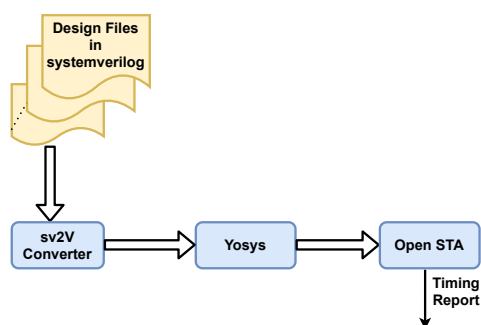 Design Files
in
systemverilog
sv2V
Converter
Yosys
Open STA
Timing
Report